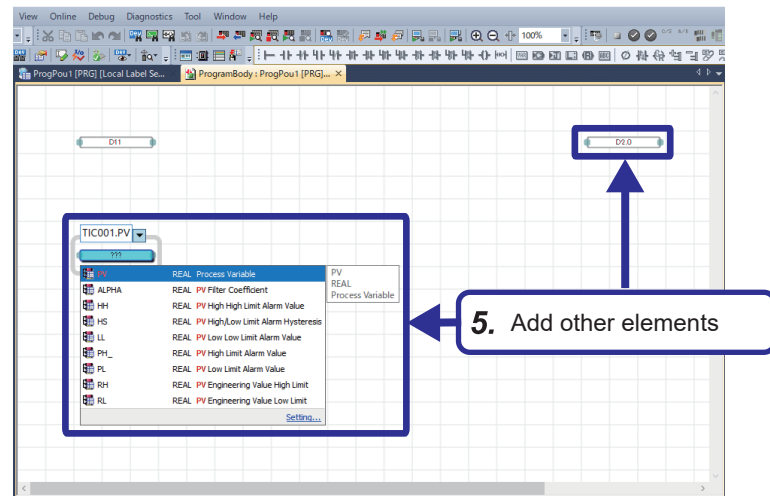 View Online Debug Diagnostics Tool Window Help
100%
ProgPou1 [PRG] [Local Label Se...
ProgramBody : ProgPou1 [PRG]...
D11
D2.0
TIC001.PV
???
PV REAL Process Variable
PV
REAL
Process Variable
ALPHA REAL PV Filter Coefficient
HH REAL PV High High Limit Alarm Value
HS REAL PV High/Low Limit Alarm Hysteresis
LL REAL PV Low Low Limit Alarm Value
PH_ REAL PV High Limit Alarm Value
PL REAL PV Low Limit Alarm Value
RH REAL PV Engineering Value High Limit
RL REAL PV Engineering Value Low Limit
Setting...
5. Add other elements